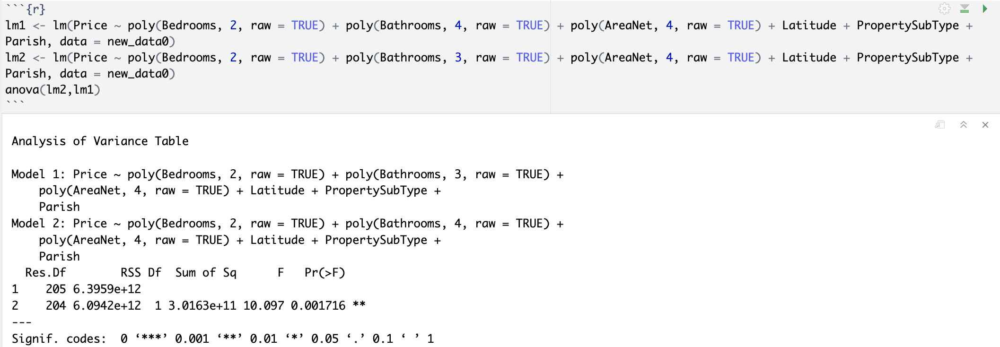 ```{r}
lm1 <- lm(Price ~ poly(Bedrooms, 2, raw = TRUE) + poly(Bathrooms, 4, raw = TRUE) + poly(AreaNet, 4, raw = TRUE) + Latitude + PropertySubType +
Parish, data = new_data0)
lm2 <- lm(Price ~ poly(Bedrooms, 2, raw = TRUE) + poly(Bathrooms, 3, raw = TRUE) + poly(AreaNet, 4, raw = TRUE) + Latitude + PropertySubType +
Parish, data = new_data0)
anova(lm2,lm1)
```
Analysis of Variance Table

Model 1: Price ~ poly(Bedrooms, 2, raw = TRUE) + poly(Bathrooms, 3, raw = TRUE) +
    poly(AreaNet, 4, raw = TRUE) + Latitude + PropertySubType +
    Parish
Model 2: Price ~ poly(Bedrooms, 2, raw = TRUE) + poly(Bathrooms, 4, raw = TRUE) +
    poly(AreaNet, 4, raw = TRUE) + Latitude + PropertySubType +
    Parish
  Res.Df        RSS Df  Sum of Sq      F   Pr(>F)
1    205 6.3959e+12
2    204 6.0942e+12  1 3.0163e+11 10.097 0.001716 **
---
Signif. codes:  0 ‘***’ 0.001 ‘**’ 0.01 ‘*’ 0.05 ‘.’ 0.1 ‘ ’ 1